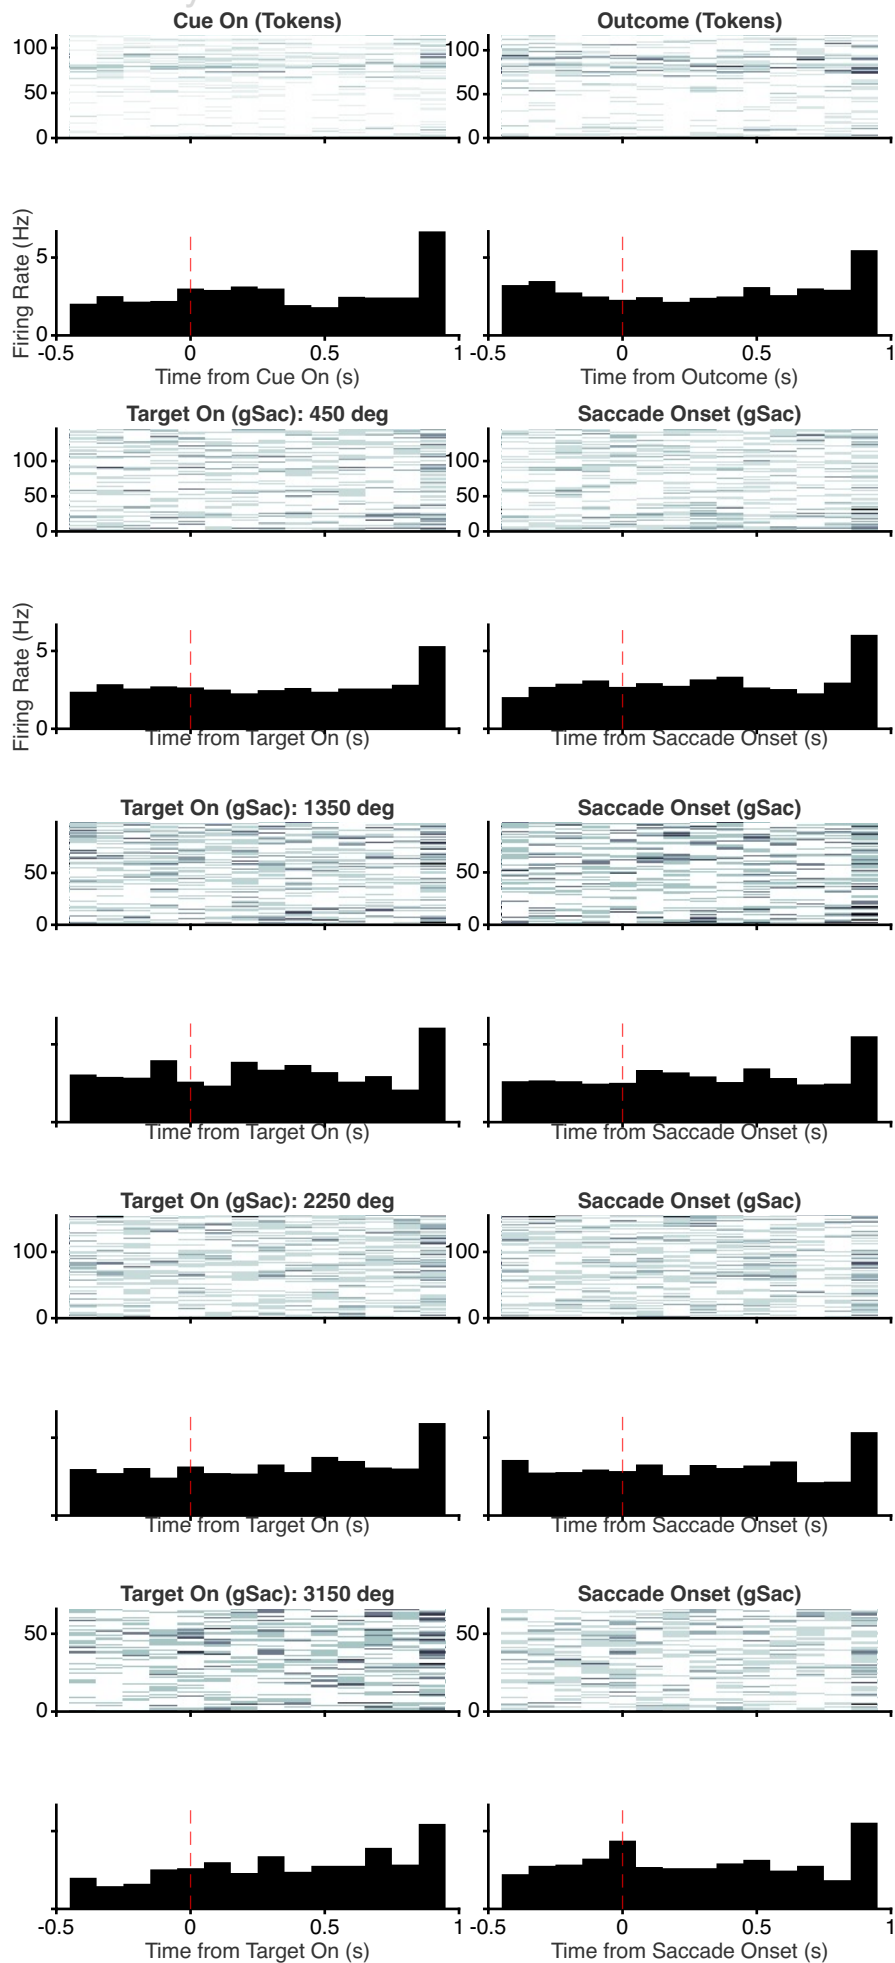 Cue On (Tokens) Outcome (Tokens)
100 100
50 50
0 0
Firing Rate (Hz)
5
0
-0.5 0 0.5 1 -0.5 0 0.5 1
Time from Cue On (s) Time from Outcome (s)
Target On (gSac): 450 deg Saccade Onset (gSac)
100 100
50 50
0 0
Firing Rate (Hz)
5
0
Time from Target On (s) Time from Saccade Onset (s)
Target On (gSac): 1350 deg Saccade Onset (gSac)
50 50
0 0
Time from Target On (s) Time from Saccade Onset (s)
Target On (gSac): 2250 deg Saccade Onset (gSac)
100 100
0 0
Time from Target On (s) Time from Saccade Onset (s)
Target On (gSac): 3150 deg Saccade Onset (gSac)
50 50
0 0
-0.5 0 0.5 1 -0.5 0 0.5 1
Time from Target On (s) Time from Saccade Onset (s)